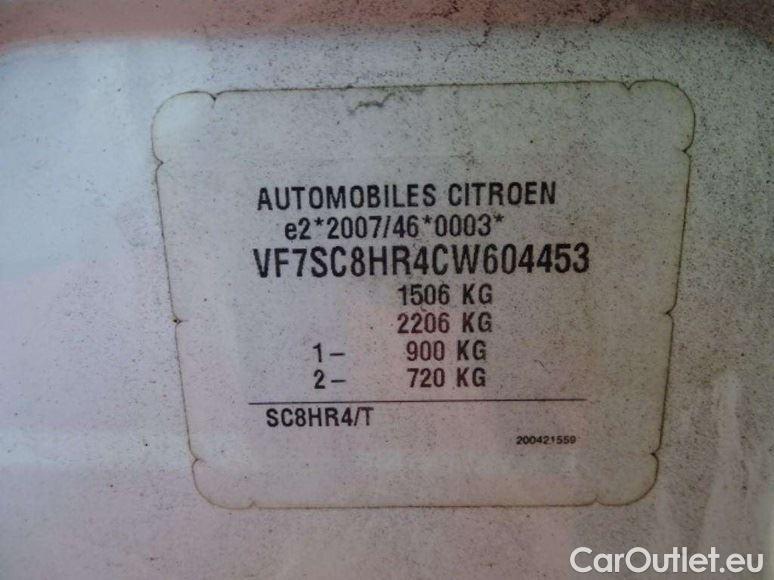 AUTOMOBILES CITROEN
e2*2007/46*0003*
VF7SC8HR4CW604453
1506 KG
2206 KG
1– 900 KG
2– 720 KG
SC8HR4/T
200421559
CarOutlet.eu